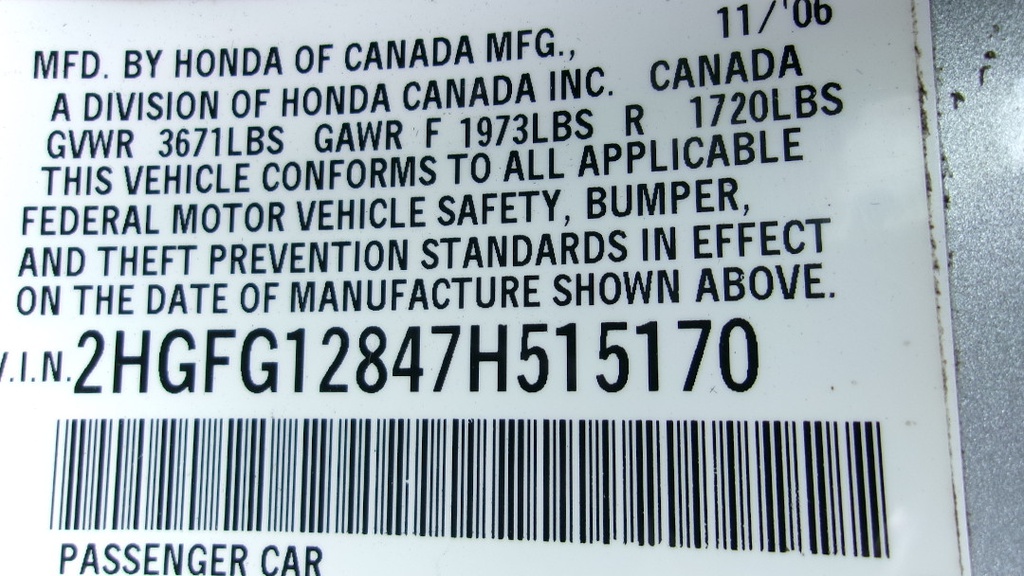 11/'06
MFD. BY HONDA OF CANADA MFG.,
A DIVISION OF HONDA CANADA INC. CANADA
GVWR 3671LBS GAWR F 1973LBS R 1720LBS
THIS VEHICLE CONFORMS TO ALL APPLICABLE
FEDERAL MOTOR VEHICLE SAFETY, BUMPER,
AND THEFT PREVENTION STANDARDS IN EFFECT
ON THE DATE OF MANUFACTURE SHOWN ABOVE.
V.I.N. 2HGFG12847H515170
PASSENGER CAR